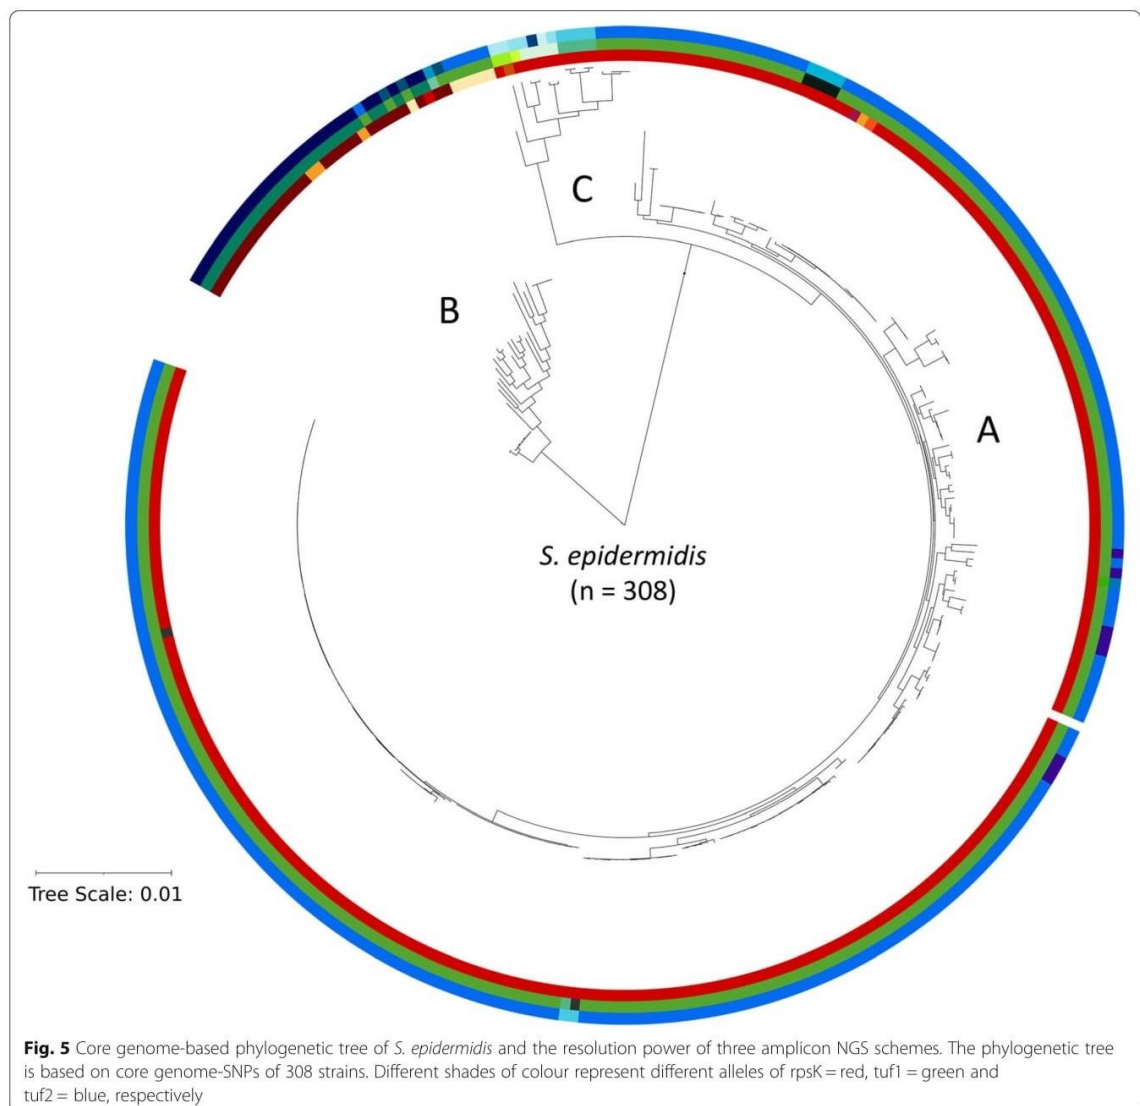 C
B
A
S. epidermidis
(n = 308)
Tree Scale: 0.01
Fig. 5 Core genome-based phylogenetic tree of S. epidermidis and the resolution power of three amplicon NGS schemes. The phylogenetic tree
is based on core genome-SNPs of 308 strains. Different shades of colour represent different alleles of rpsK = red, tuf1 = green and
tuf2 = blue, respectively